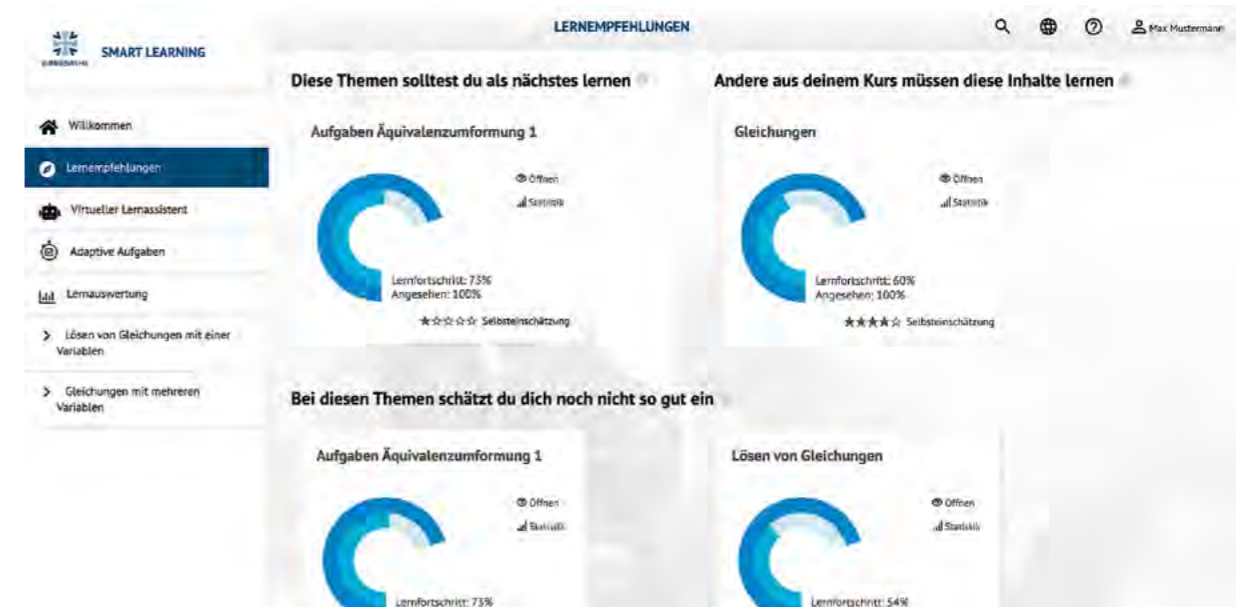 SMART LEARNING
LERNEMPFEHLUNGEN
Max Mustermann
Willkommen
Lernempfehlungen
Virtueller Lernassistent
Adaptive Aufgaben
Lernauswertung
Lösen von Gleichungen mit einer
Variablen
Gleichungen mit mehreren
Variablen
Diese Themen solltest du als nächstes lernen
Aufgaben Äquivalenzumformung 1
Öffnen
Statistik
Lernfortschritt: 73%
Angesehen: 100%
★☆☆☆☆ Selbsteinschätzung
Andere aus deinem Kurs müssen diese Inhalte lernen
Gleichungen
Öffnen
Statistik
Lernfortschritt: 60%
Angesehen: 100%
★★★★☆ Selbsteinschätzung
Bei diesen Themen schätzt du dich noch nicht so gut ein
Aufgaben Äquivalenzumformung 1
Öffnen
Statistik
Lernfortschritt: 73%
Lösen von Gleichungen
Öffnen
Statistik
Lernfortschritt: 54%